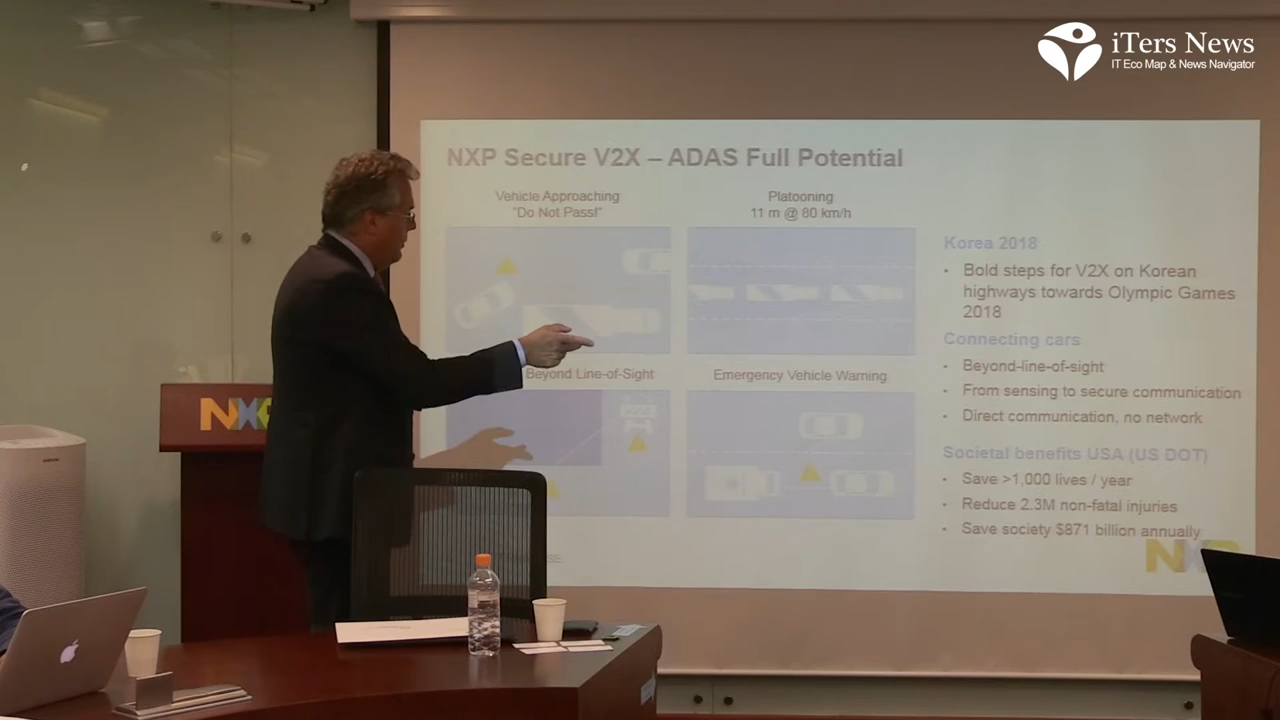 iTers News
IT Eco Map & News Navigator
NXP Secure V2X – ADAS Full Potential
Vehicle Approaching
"Do Not Pass!"
Platooning
11 m @ 80 km/h
Beyond Line-of-Sight
Emergency Vehicle Warning
Korea 2018
• Bold steps for V2X on Korean
highways towards Olympic Games
2018
Connecting cars
• Beyond-line-of-sight
• From sensing to secure communication
• Direct communication, no network
Societal benefits USA (US DOT)
• Save >1,000 lives / year
• Reduce 2.3M non-fatal injuries
• Save society $871 billion annually
NXP
NXP
SAMSUNG